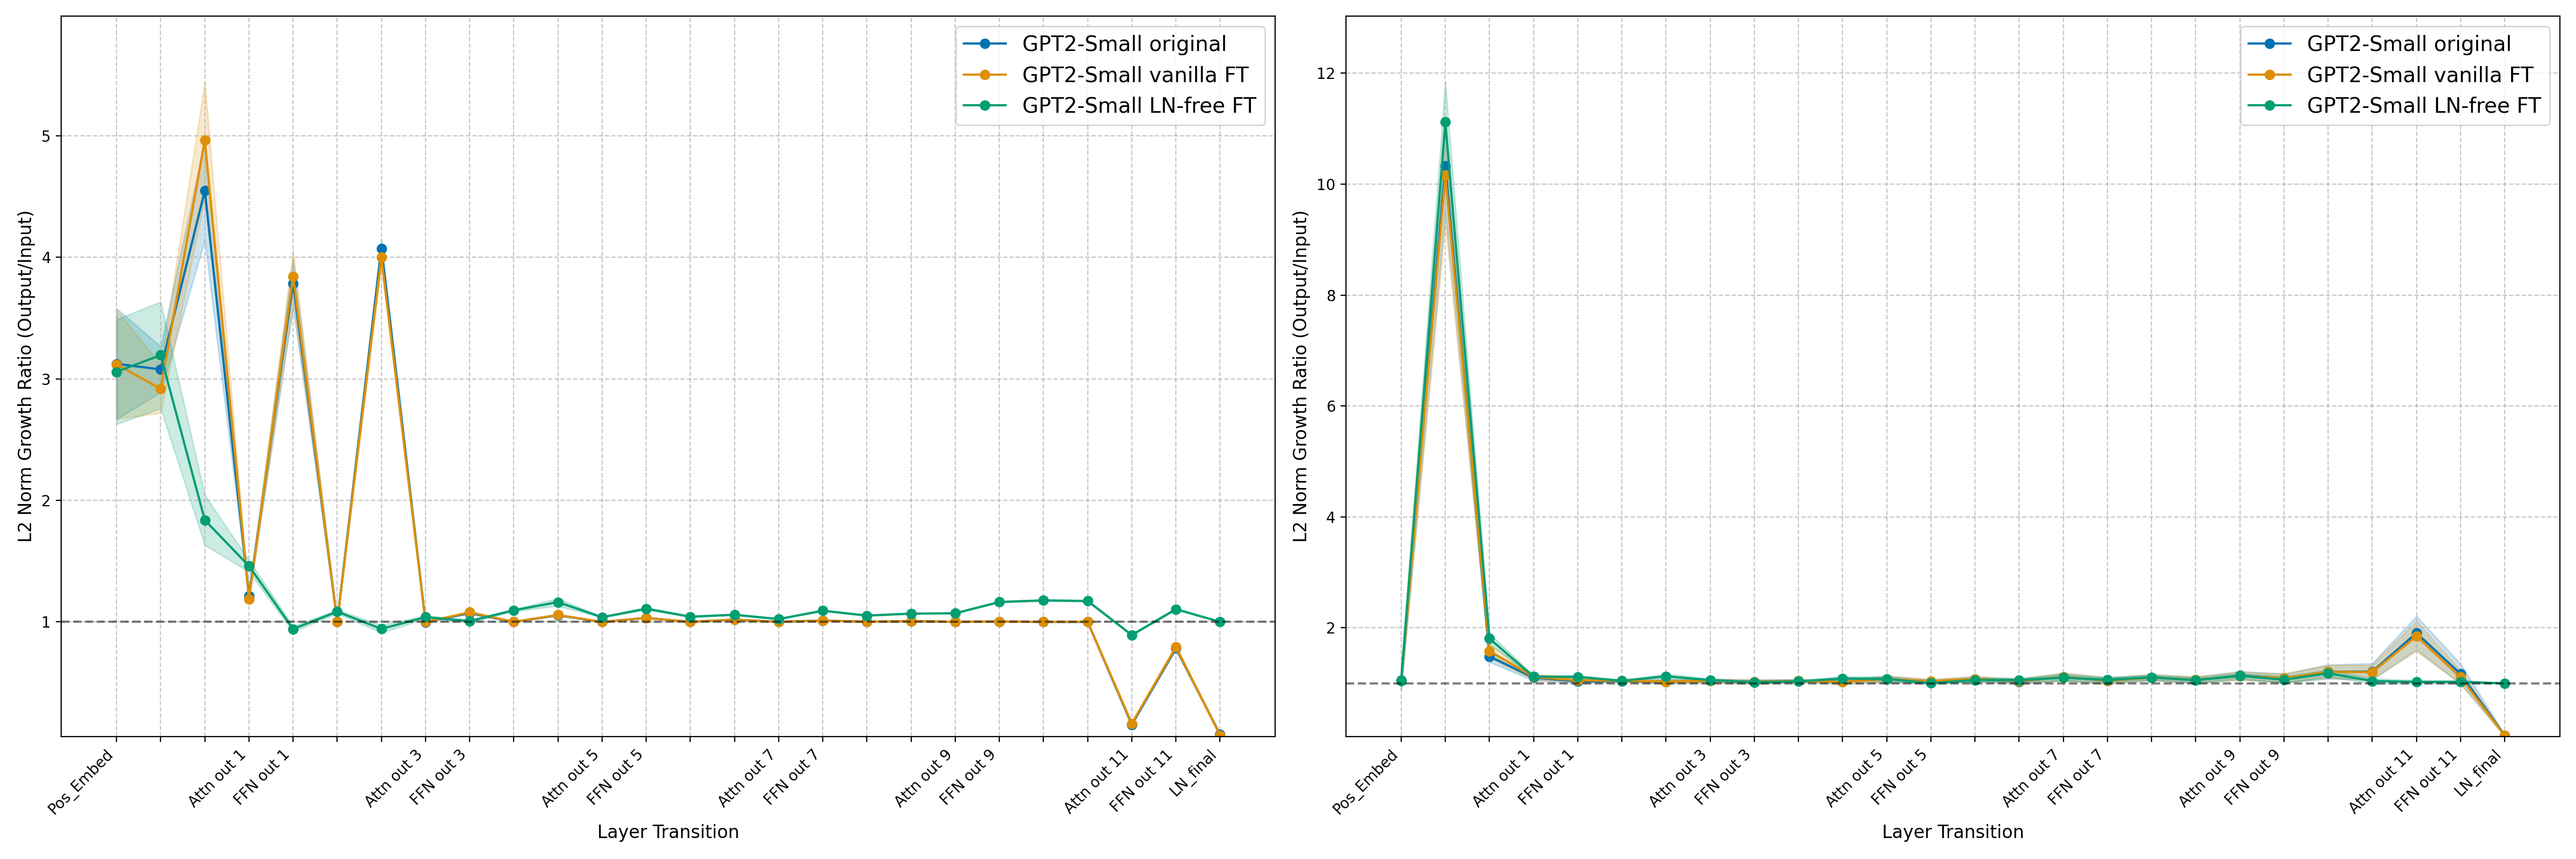 L2 Norm Growth Ratio (Output/Input)
5
4
3
2
1
GPT2-Small original
GPT2-Small vanilla FT
GPT2-Small LN-free FT
Pos_Embed
Attn out 1
FFN out 1
Attn out 3
FFN out 3
Attn out 5
FFN out 5
Attn out 7
FFN out 7
Attn out 9
FFN out 9
Attn out 11
FFN out 11
LN_final
Layer Transition
L2 Norm Growth Ratio (Output/Input)
12
10
8
6
4
2
GPT2-Small original
GPT2-Small vanilla FT
GPT2-Small LN-free FT
Pos_Embed
Attn out 1
FFN out 1
Attn out 3
FFN out 3
Attn out 5
FFN out 5
Attn out 7
FFN out 7
Attn out 9
FFN out 9
Attn out 11
FFN out 11
LN_final
Layer Transition